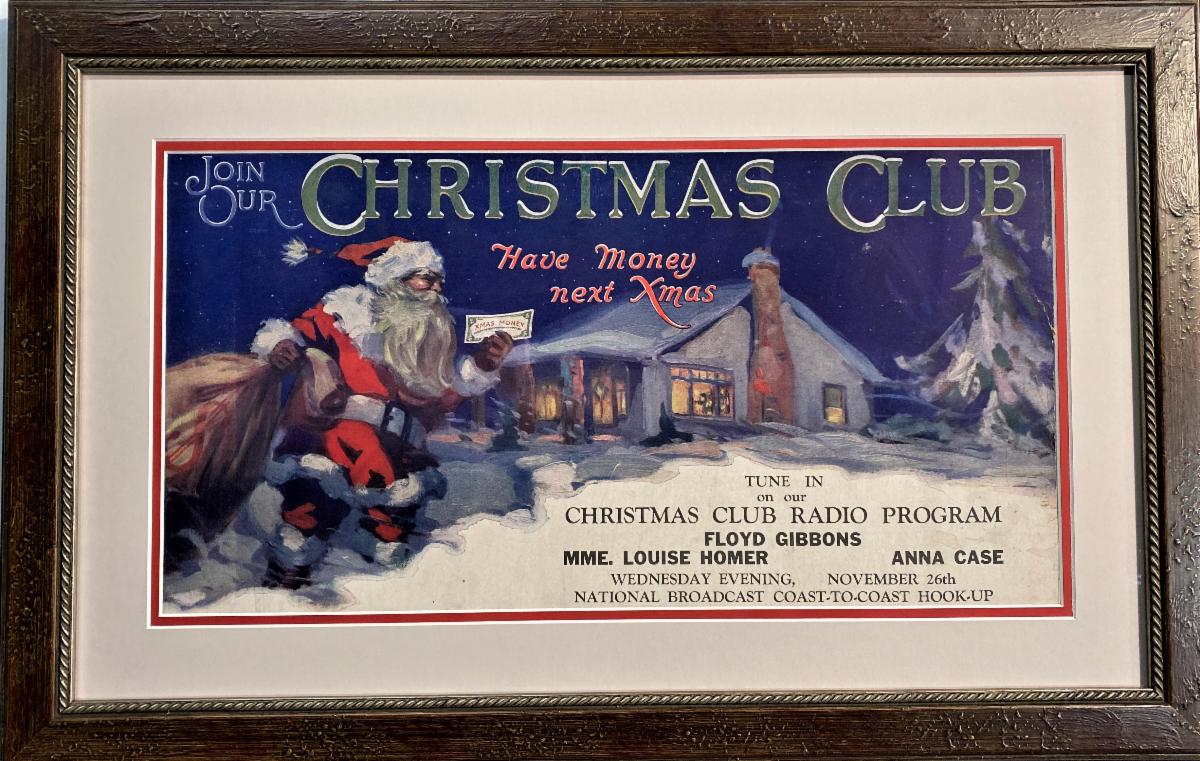 JOIN
OUR
CHRISTMAS CLUB
Have Money
next Xmas
XMAS MONEY
TUNE IN
on our
CHRISTMAS CLUB RADIO PROGRAM
FLOYD GIBBONS
MME. LOUISE HOMER ANNA CASE
WEDNESDAY EVENING, NOVEMBER 26th
NATIONAL BROADCAST COAST-TO-COAST HOOK-UP